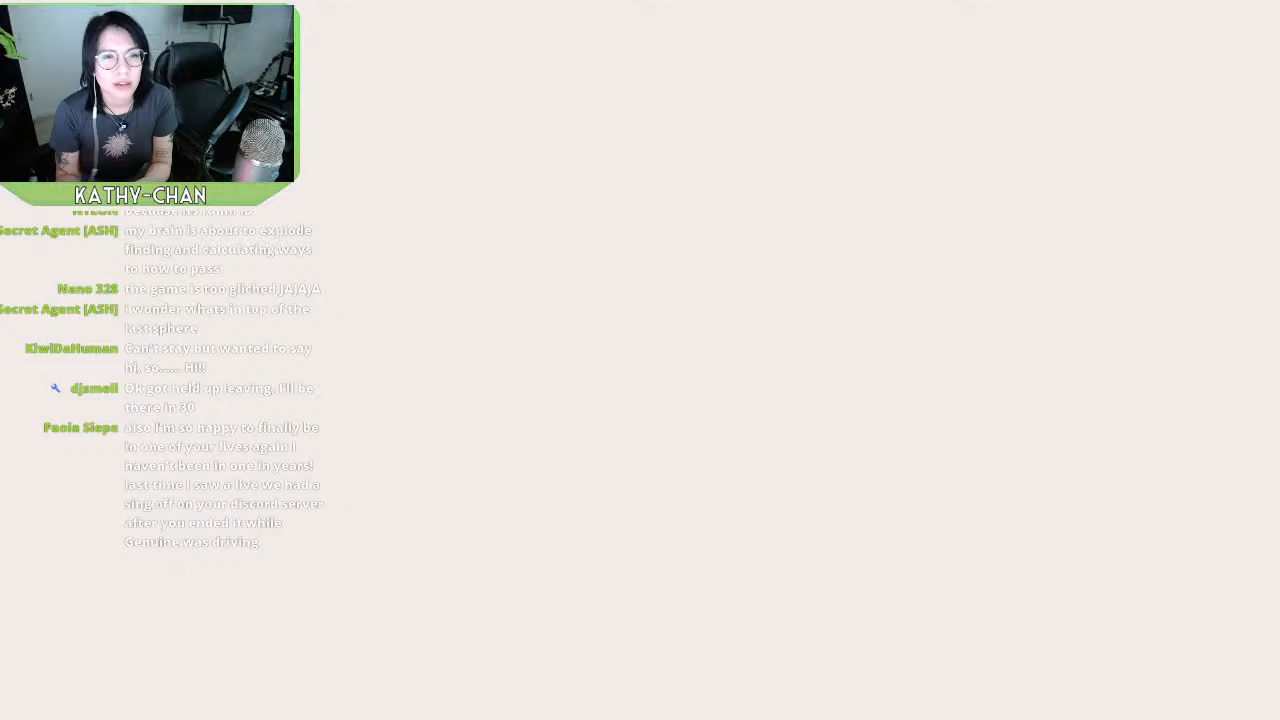 KATHY-CHAN
because its funni :D
Secret Agent [ASH] my brain is about to explode
finding and calculating ways
to how to pass
Nano 328 the game is too gliched JAJAJA
Secret Agent [ASH] i wonder whats in top of the
last sphere
KiwiDaHuman Can't stay but wanted to say
hi, so...... Hi!!
djsmell Ok got held up leaving, I'll be
there in 30
Paola Siepe also I'm so happy to finally be
in one of your lives again I
haven't been in one in years!
last time I saw a live we had a
sing off on your discord server
after you ended it while
Genuine was driving